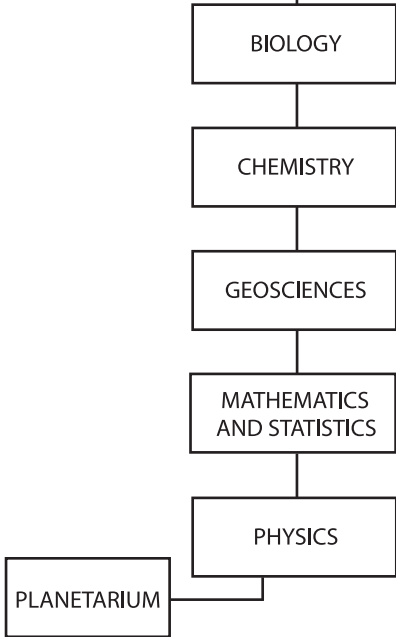 BIOLOGY
CHEMISTRY
GEOSCIENCES
MATHEMATICS
AND STATISTICS
PHYSICS
PLANETARIUM